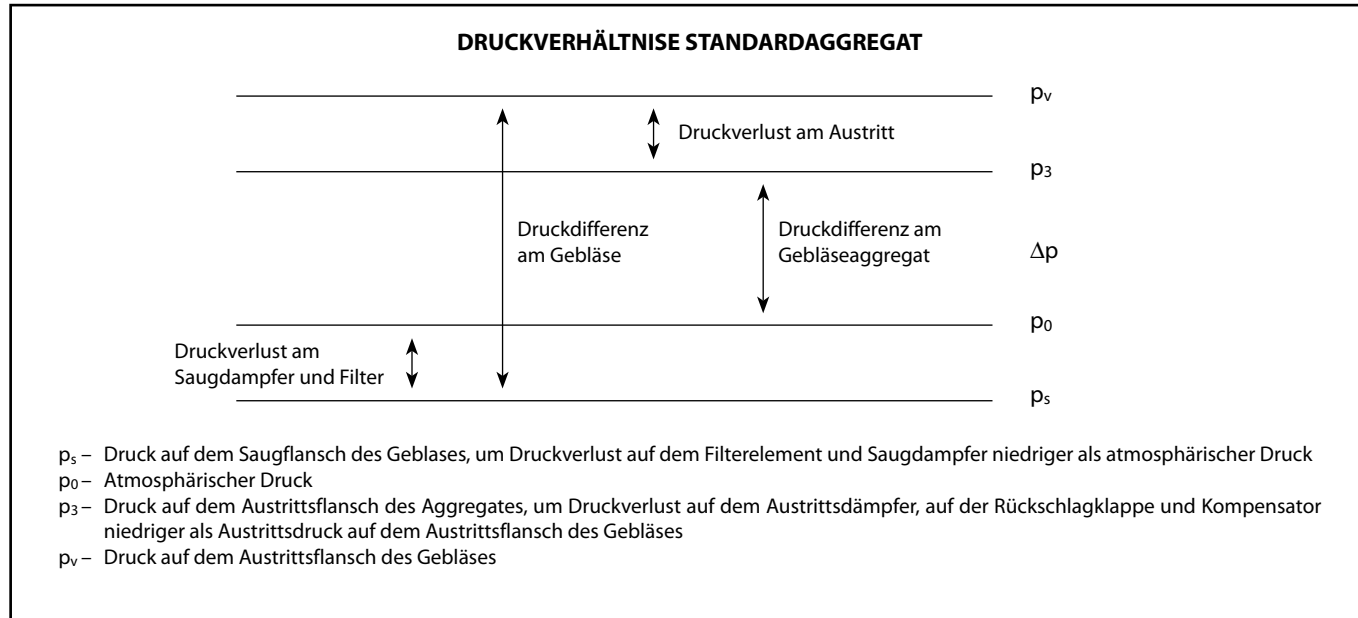 DRUCKVERHÄLTNISE STANDARDAGGREGAT
pv
Druckverlust am Austritt
p3
Druckdifferenz
am Gebläse
Druckdifferenz am
Gebläseaggregat
Δp
p0
Druckverlust am
Saugdampfer und Filter
ps
ps – Druck auf dem Saugflansch des Geblases, um Druckverlust auf dem Filterelement und Saugdampfer niedriger als atmosphärischer Druck
p0 – Atmosphärischer Druck
p3 – Druck auf dem Austrittsflansch des Aggregates, um Druckverlust auf dem Austrittsdämpfer, auf der Rückschlagklappe und Kompensator
niedriger als Austrittsdruck auf dem Austrittsflansch des Gebläses
pv – Druck auf dem Austrittsflansch des Gebläses